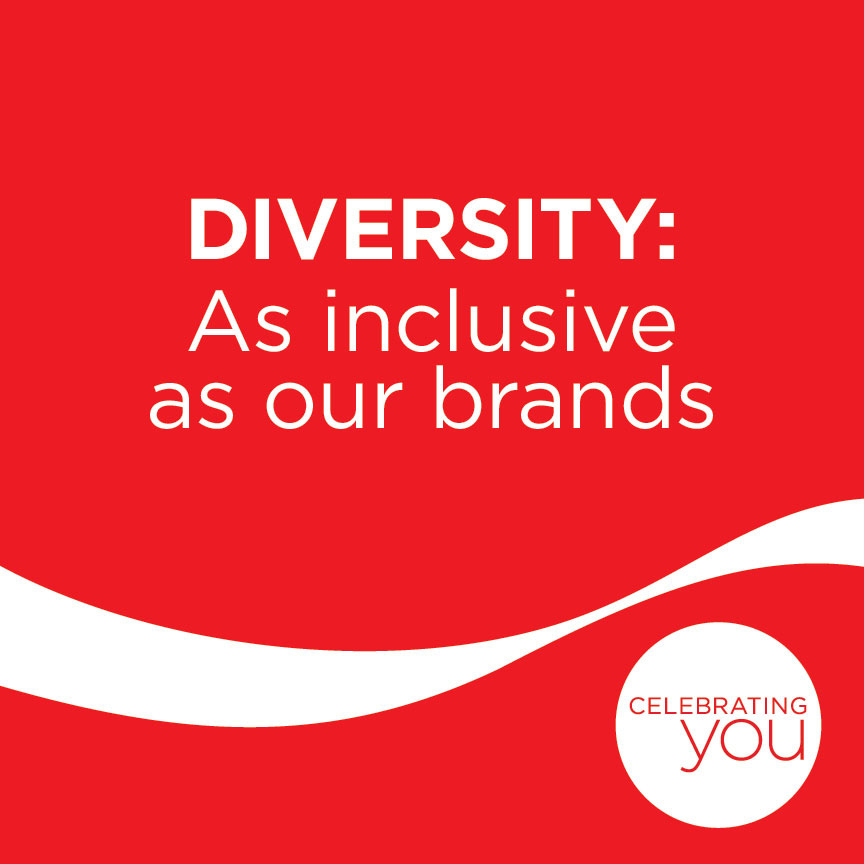 DIVERSITY:
As inclusive
as our brands
CELEBRATING
you